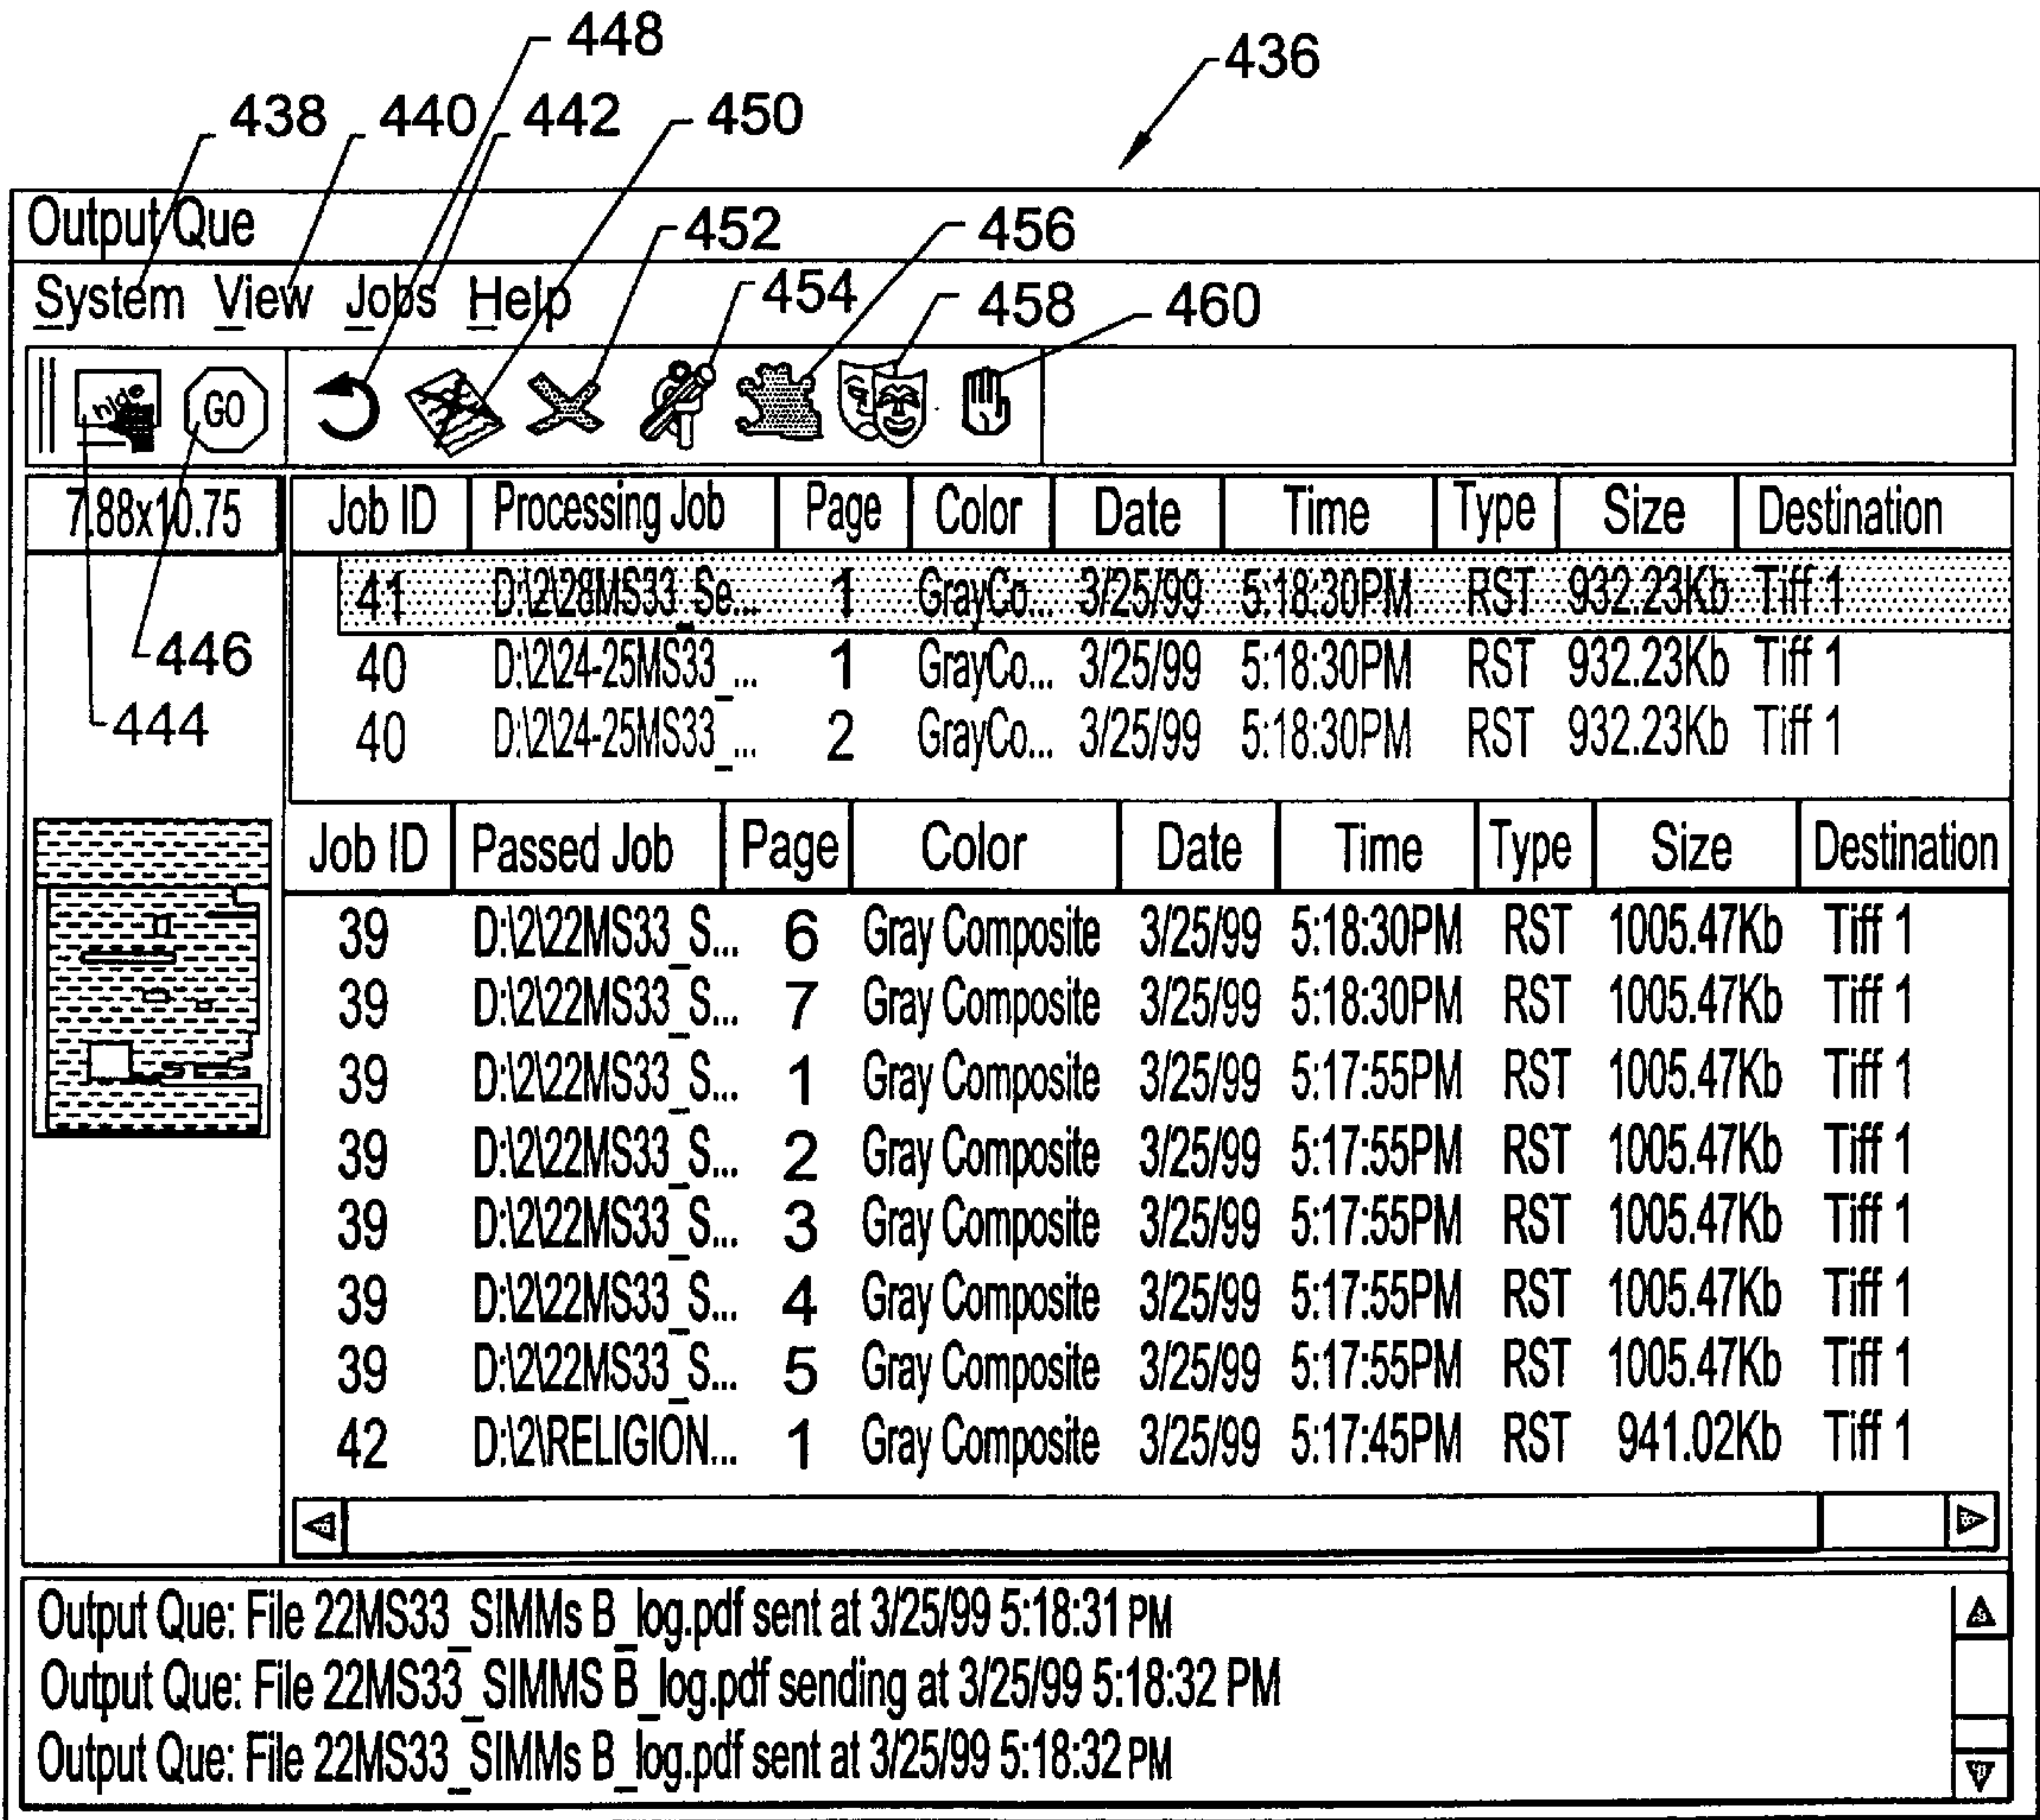 448
436
438 440 442 450
Output Que
452 456
System View Jobs Help
454 458 460
hide GO
7.88x10.75
Job ID Processing Job Page Color Date Time Type Size Destination
41 D:\2\28MS33_Se... 1 GrayCo... 3/25/99 5:18:30PM RST 932.23Kb Tiff 1
40 D:\2\24-25MS33_... 1 GrayCo... 3/25/99 5:18:30PM RST 932.23Kb Tiff 1
40 D:\2\24-25MS33_... 2 GrayCo... 3/25/99 5:18:30PM RST 932.23Kb Tiff 1
446
444
Job ID Passed Job Page Color Date Time Type Size Destination
39 D:\2\22MS33_S... 6 Gray Composite 3/25/99 5:18:30PM RST 1005.47Kb Tiff 1
39 D:\2\22MS33_S... 7 Gray Composite 3/25/99 5:18:30PM RST 1005.47Kb Tiff 1
39 D:\2\22MS33_S... 1 Gray Composite 3/25/99 5:17:55PM RST 1005.47Kb Tiff 1
39 D:\2\22MS33_S... 2 Gray Composite 3/25/99 5:17:55PM RST 1005.47Kb Tiff 1
39 D:\2\22MS33_S... 3 Gray Composite 3/25/99 5:17:55PM RST 1005.47Kb Tiff 1
39 D:\2\22MS33_S... 4 Gray Composite 3/25/99 5:17:55PM RST 1005.47Kb Tiff 1
39 D:\2\22MS33_S... 5 Gray Composite 3/25/99 5:17:55PM RST 1005.47Kb Tiff 1
42 D:\2\RELIGION... 1 Gray Composite 3/25/99 5:17:45PM RST 941.02Kb Tiff 1
Output Que: File 22MS33_SIMMs B_log.pdf sent at 3/25/99 5:18:31 PM
Output Que: File 22MS33_SIMMS B_log.pdf sending at 3/25/99 5:18:32 PM
Output Que: File 22MS33_SIMMs B_log.pdf sent at 3/25/99 5:18:32 PM